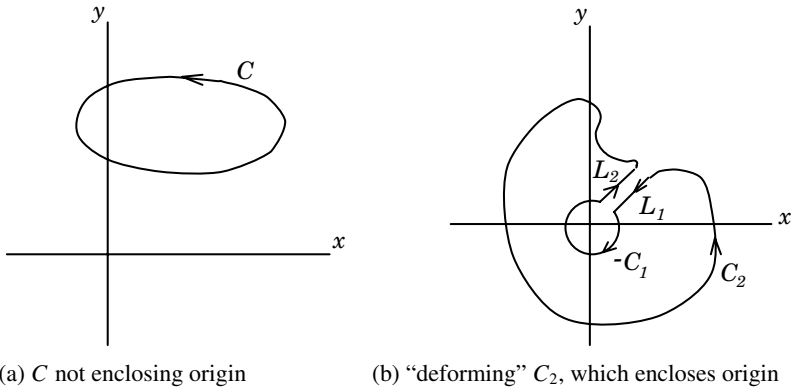 y
C
x
(a) C not enclosing origin
y
L₂
L₁
x
-C₁
C₂
(b) “deforming” C₂, which encloses origin